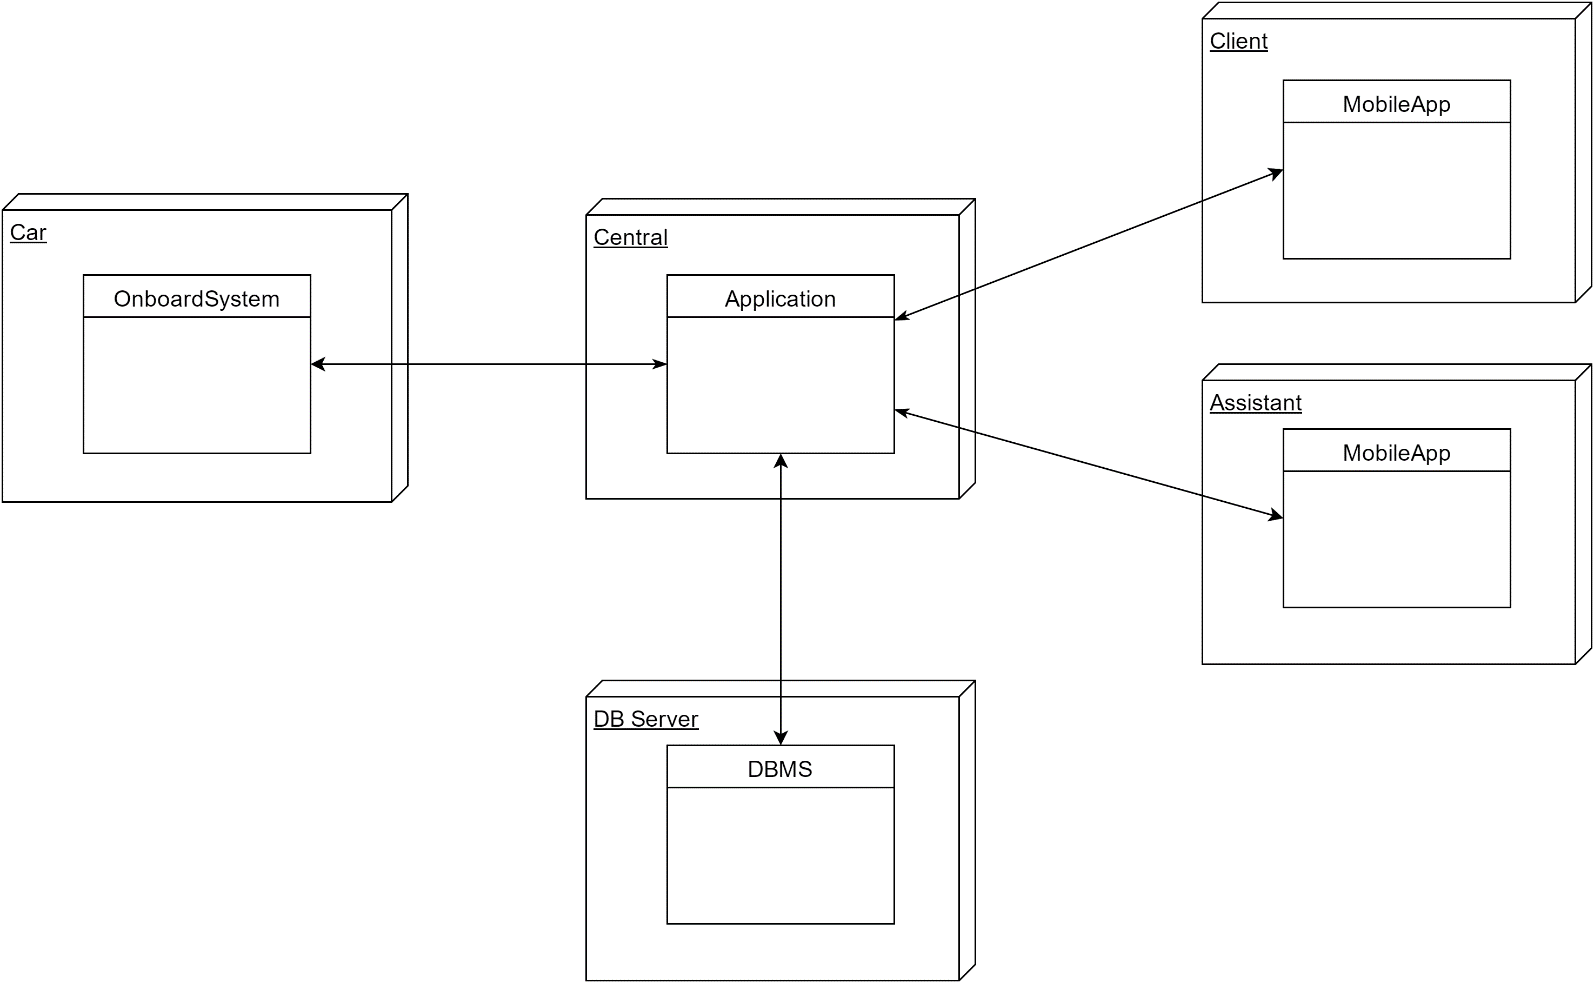 Client
MobileApp
Car
OnboardSystem
Central
Application
Assistant
MobileApp
DB Server
DBMS